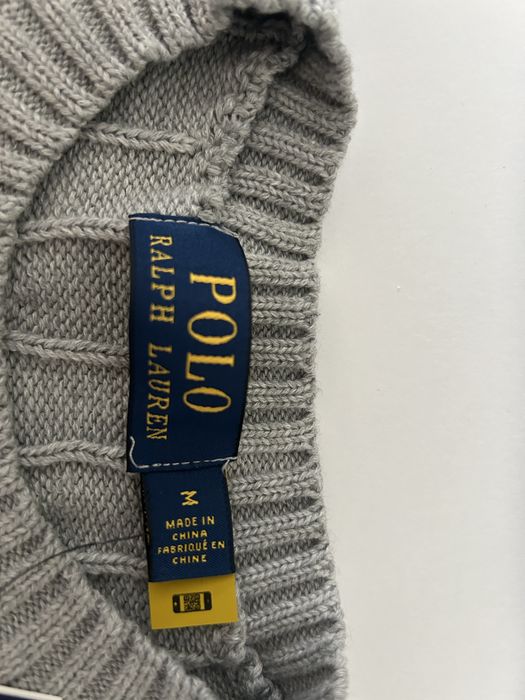 POLO
RALPH LAUREN
M
MADE IN
CHINA
FABRIQUÉ EN
CHINE